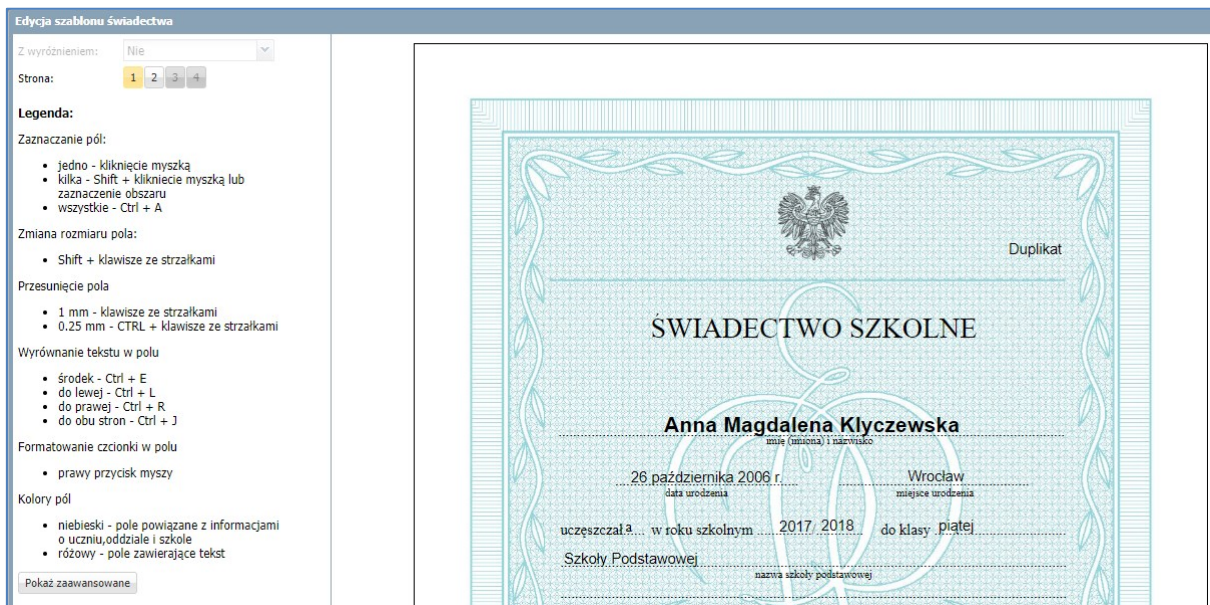 Edycja szablonu świadectwa
Z wyróżnieniem: Nie
Strona: 1 2 3 4
Legenda:
Zaznaczanie pól:
• jedno - kliknięcie myszką
• kilka - Shift + klikniecie myszką lub
zaznaczenie obszaru
• wszystkie - Ctrl + A
Zmiana rozmiaru pola:
• Shift + klawisze ze strzałkami
Przesunięcie pola
• 1 mm - klawisze ze strzałkami
• 0.25 mm - CTRL + klawisze ze strzałkami
Wyrównanie tekstu w polu
• środek - Ctrl + E
• do lewej - Ctrl + L
• do prawej - Ctrl + R
• do obu stron - Ctrl + J
Formatowanie czcionki w polu
• prawy przycisk myszy
Kolory pól
• niebieski - pole powiązane z informacjami
o uczniu,oddziale i szkole
• różowy - pole zawierające tekst
Pokaż zaawansowane
Duplikat
ŚWIADECTWO SZKOLNE
Anna Magdalena Klyczewska
imię (imiona) i nazwisko
26 października 2006 r. Wrocław
data urodzenia miejsce urodzenia
uczęszczał a w roku szkolnym 2017/ 2018 do klasy piątej
Szkoły Podstawowej
nazwa szkoły podstawowej